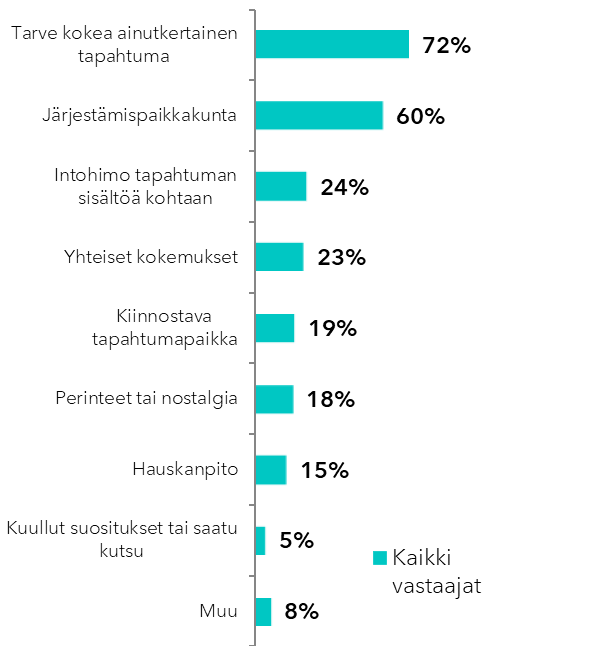 Tarve kokea ainutkertainen
tapahtuma
72%
Järjestämispaikkakunta
60%
Intohimo tapahtuman
sisältöä kohtaan
24%
Yhteiset kokemukset
23%
Kiinnostava
tapahtumapaikka
19%
Perinteet tai nostalgia
18%
Hauskanpito
15%
Kuullut suositukset tai saatu
kutsu
5%
Muu
8%
Kaikki
vastaajat